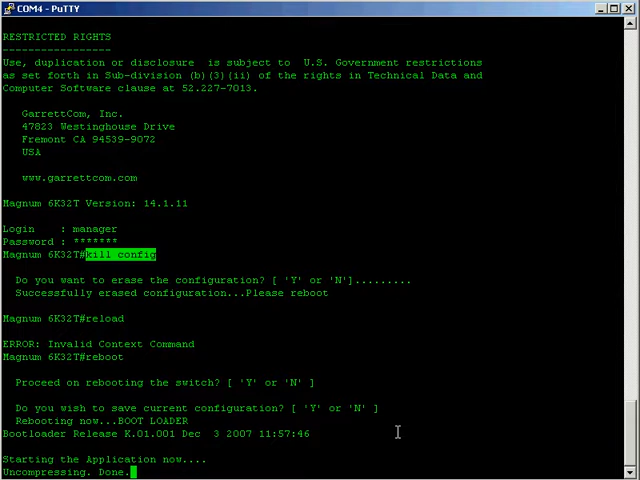 COM4 - PuTTY
RESTRICTED RIGHTS
-----------------
Use, duplication or disclosure is subject to U.S. Government restrictions
as set forth in Sub-division (b)(3)(ii) of the rights in Technical Data and
Computer Software clause at 52.227-7013.
GarrettCom, Inc.
47823 Westinghouse Drive
Fremont CA 94539-9072
USA
www.garrettcom.com
Magnum 6K32T Version: 14.1.11
Login : manager
Password : *******
Magnum 6K32T#kill config
Do you want to erase the configuration? [ 'Y' or 'N'].........
Successfully erased configuration...Please reboot
Magnum 6K32T#reload
ERROR: Invalid Context Command
Magnum 6K32T#reboot
Proceed on rebooting the switch? [ 'Y' or 'N' ]
Do you wish to save current configuration? [ 'Y' or 'N' ]
Rebooting now...BOOT LOADER
Bootloader Release K.01.001 Dec 3 2007 11:57:46
Starting the Application now....
Uncompressing. Done.